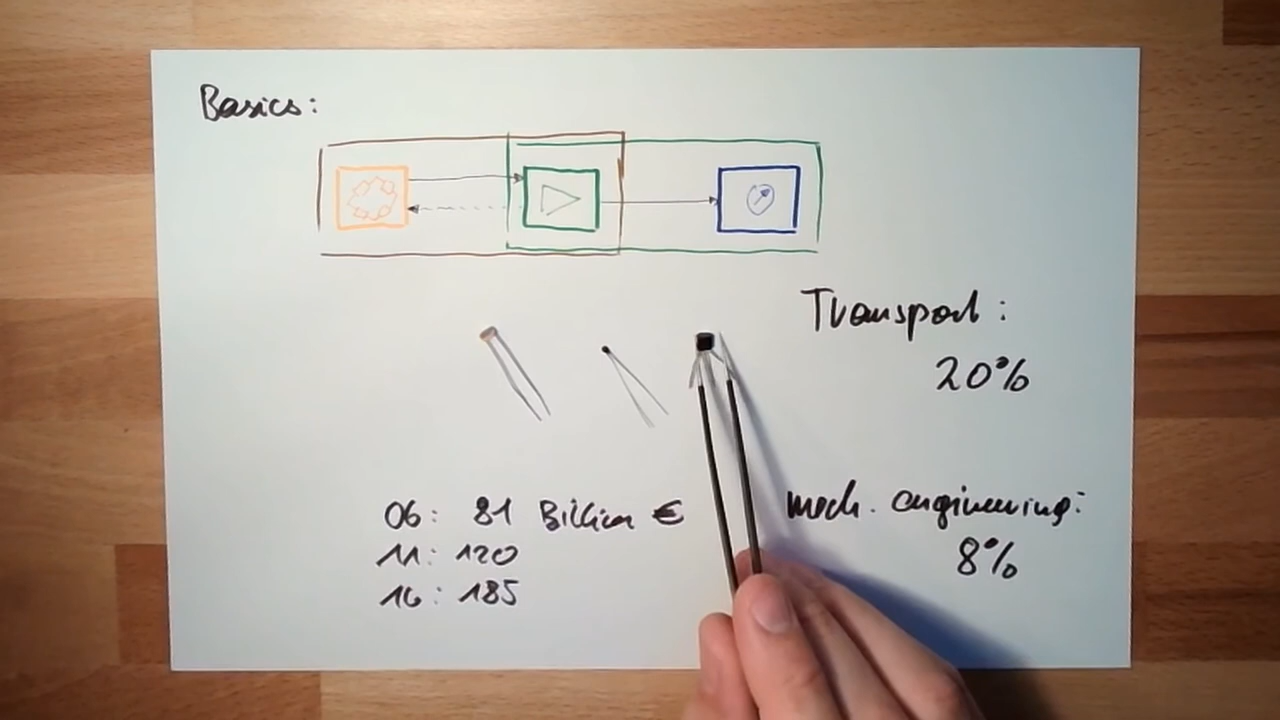 Basics:
Transport:
20%
06: 81 Billion €
11: 120
16: 185
mech. engineering:
8%